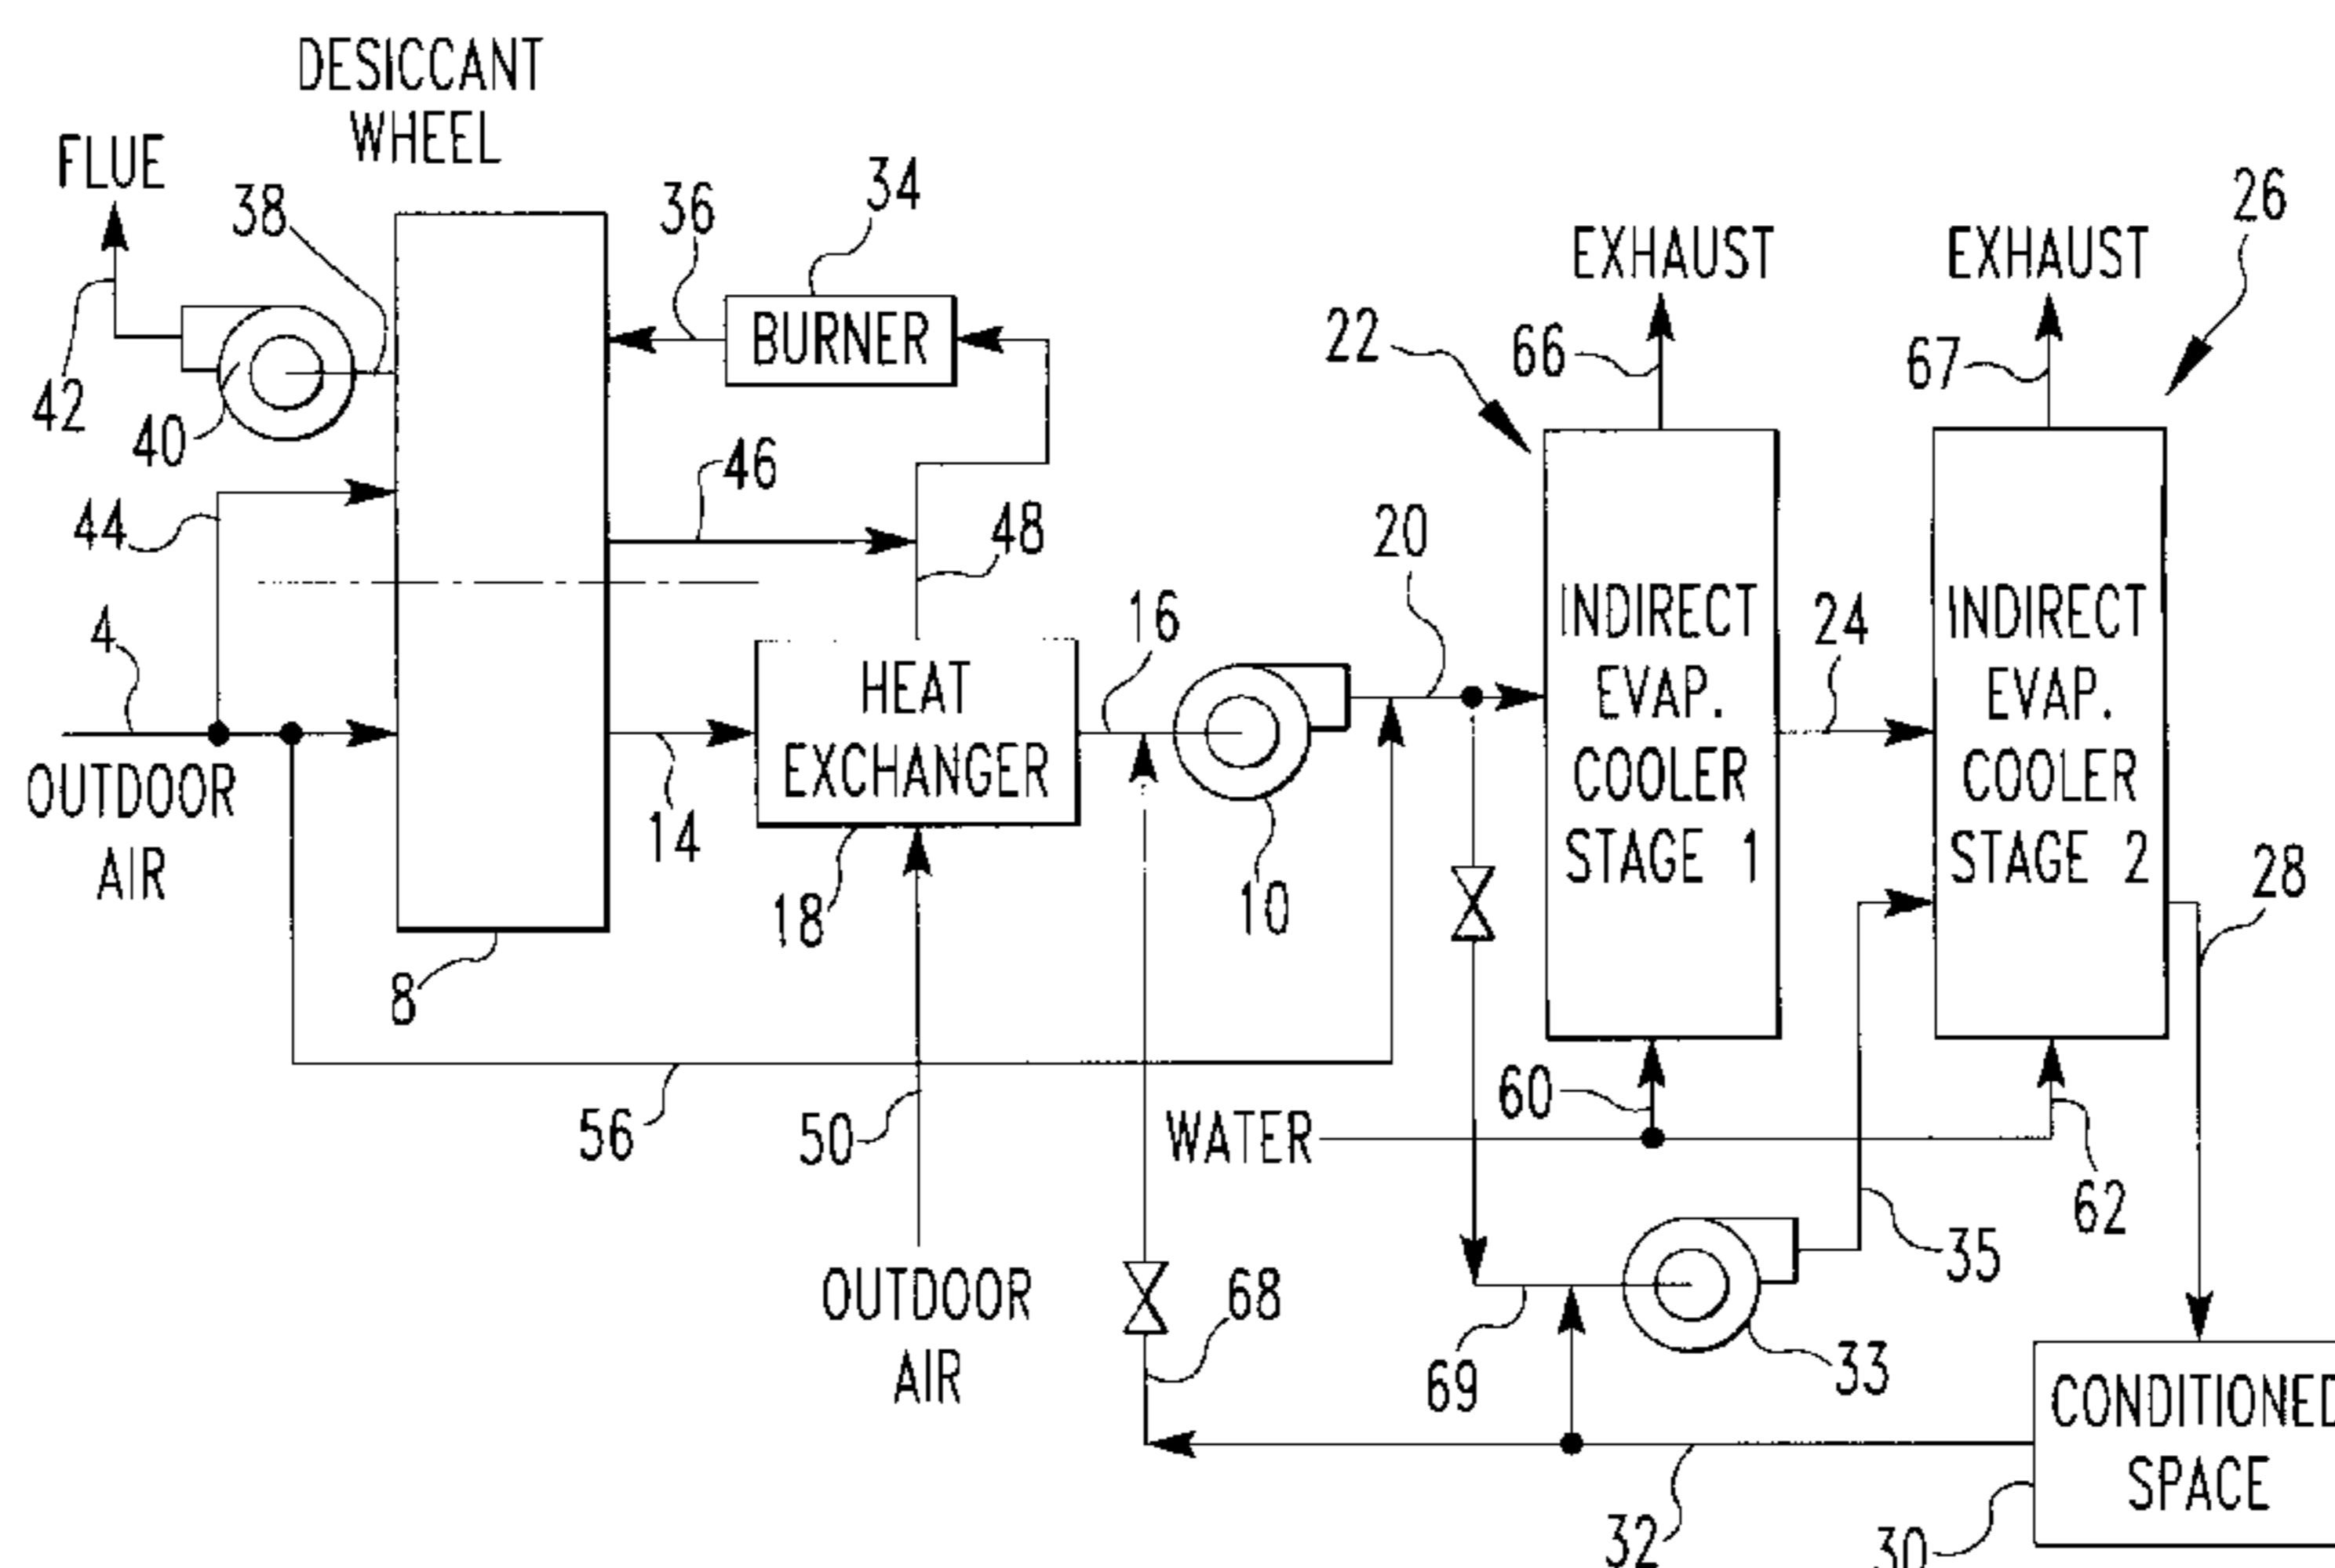 DESICCANT
WHEEL
FLUE
38
36
34
26
EXHAUST
EXHAUST
BURNER
22
66
67
42
40
46
44
48
20
4
16
24
INDIRECT
EVAP.
COOLER
STAGE 1
INDIRECT
EVAP.
COOLER
STAGE 2
HEAT
EXCHANGER
OUTDOOR
AIR
14
18
10
28
8
56
50
60
WATER
62
35
OUTDOOR
AIR
68
69
33
CONDITIONED
SPACE
32
30